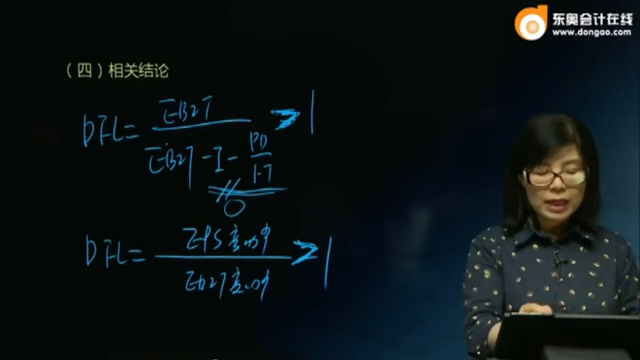 东奥会计在线
www.dongao.com
（四）相关结论
DFL= EBIT / EBIT - I - PD / 1-T > 1
0
DFL= EPS变动率 / EBIT变动率 > 1